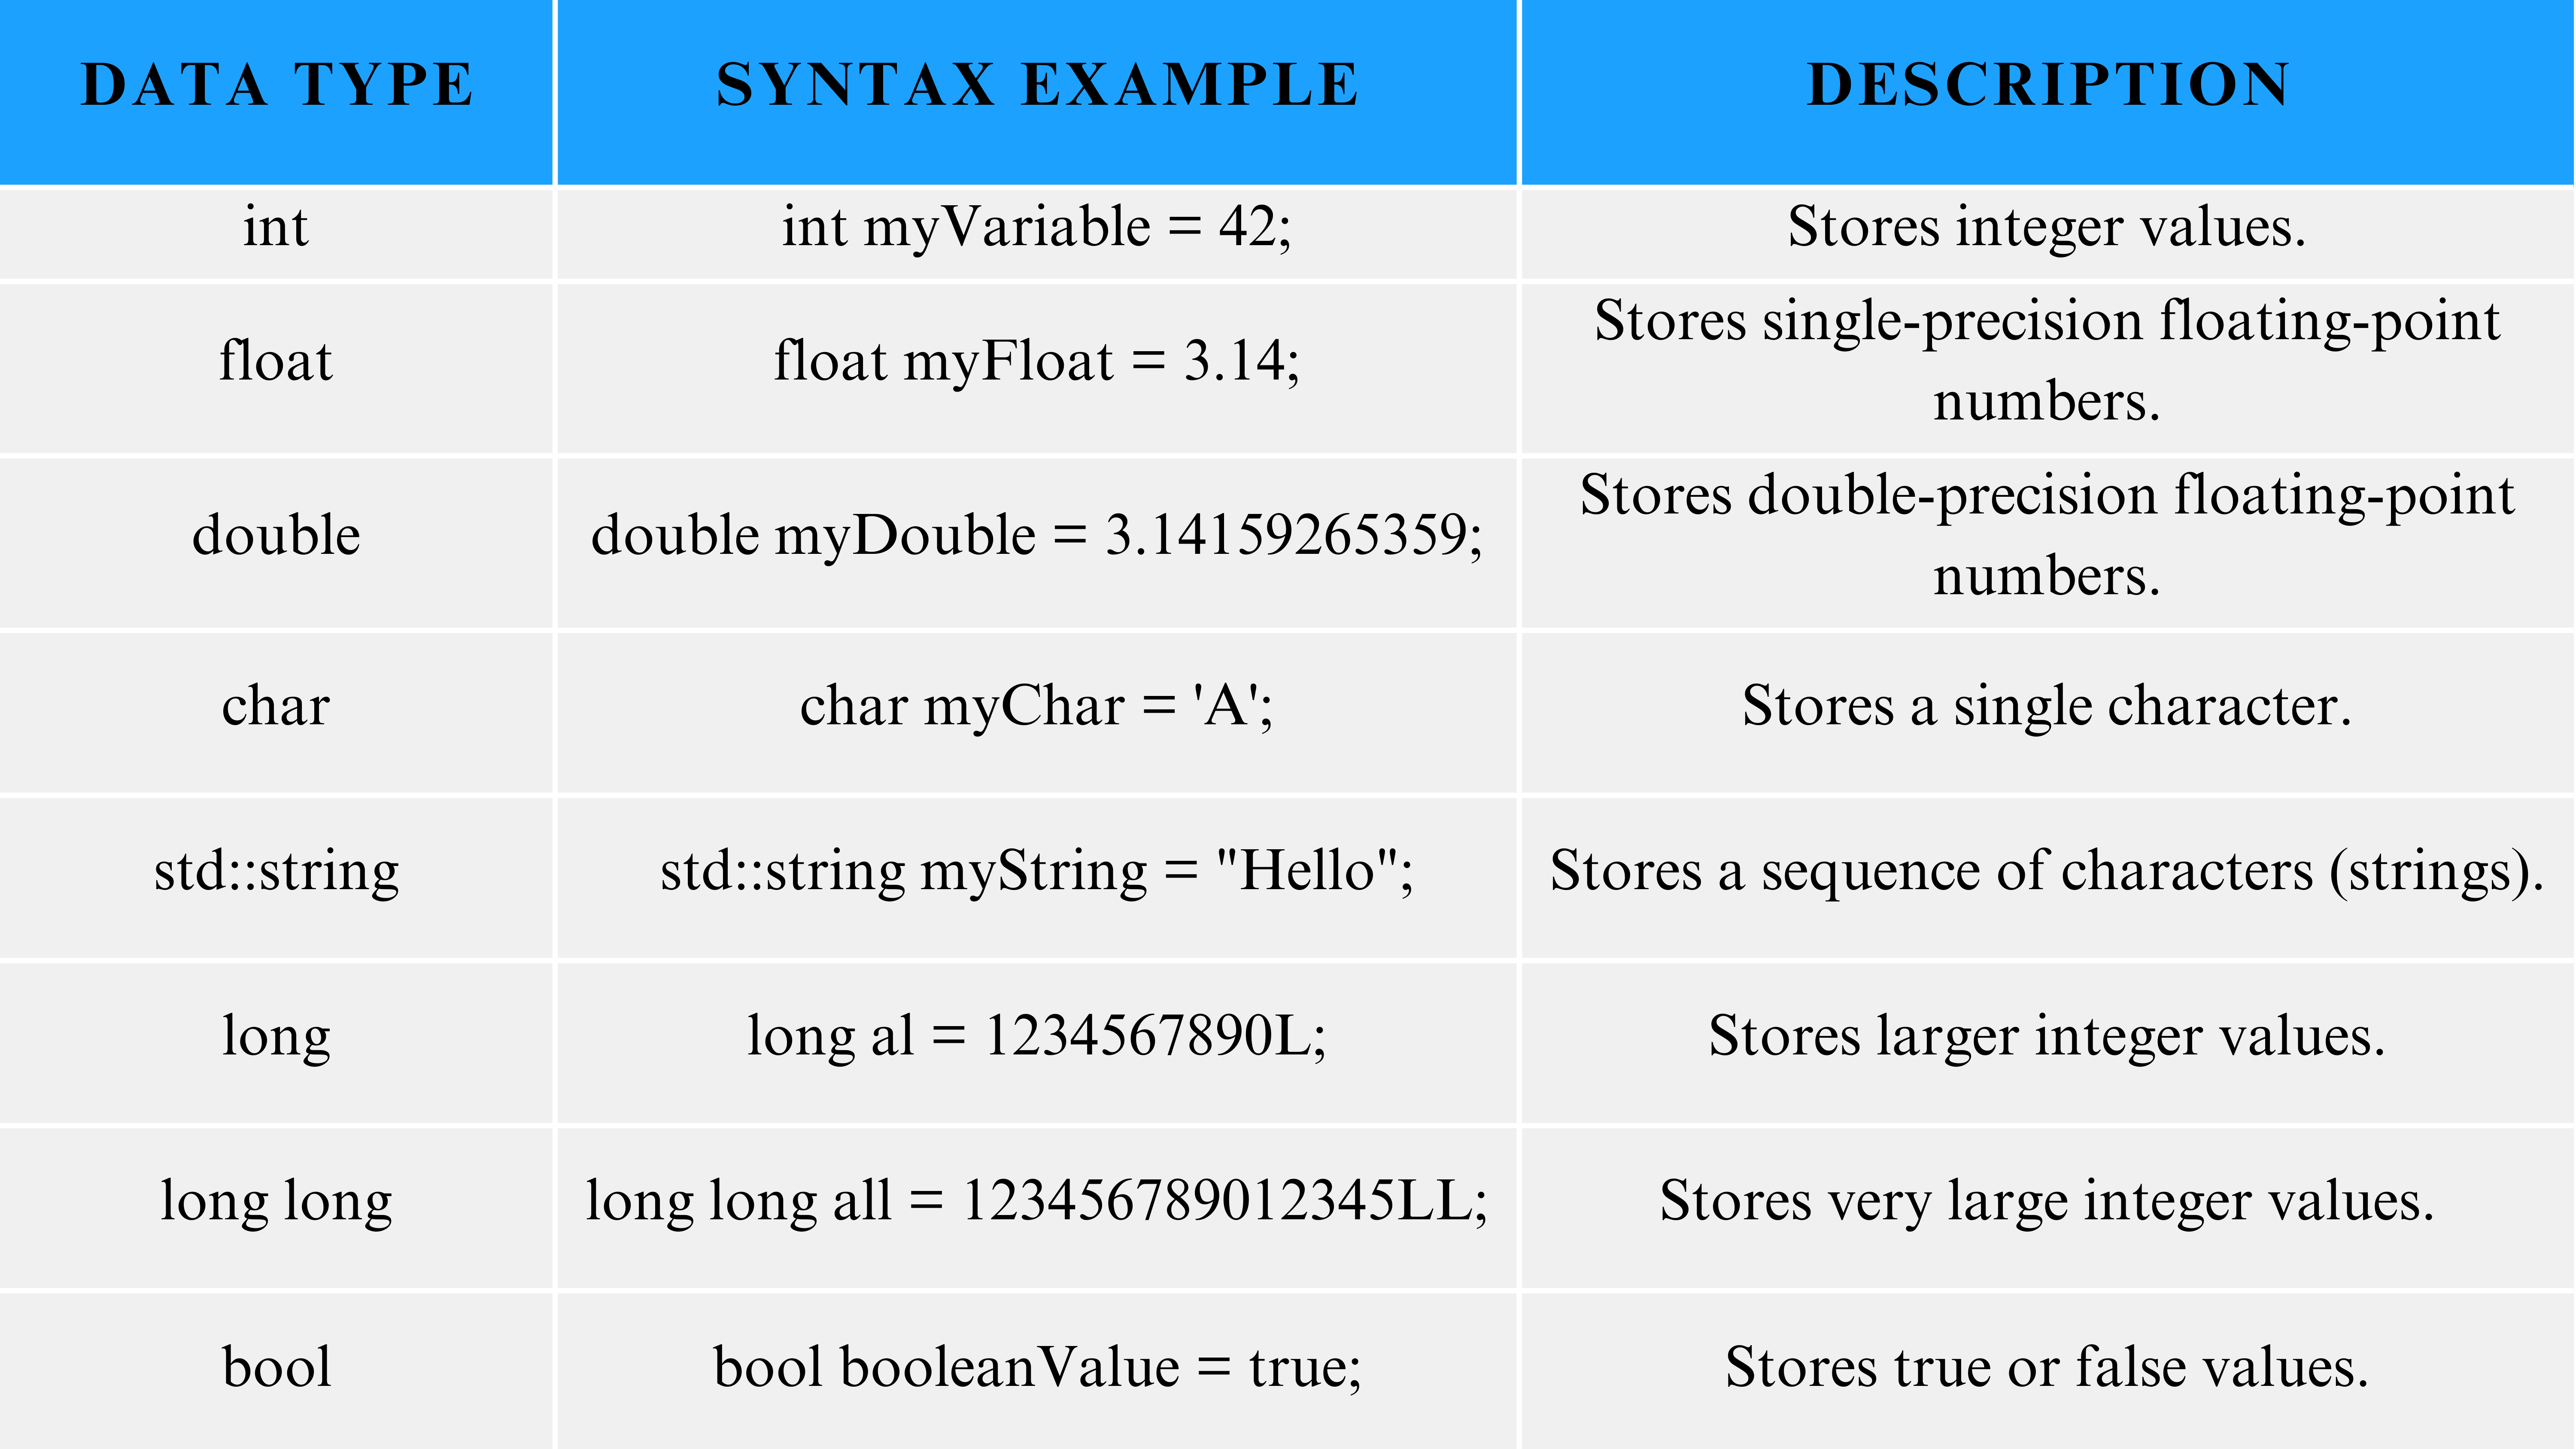 DATA TYPE
SYNTAX EXAMPLE
DESCRIPTION
int
int myVariable = 42;
Stores integer values.
float
float myFloat = 3.14;
Stores single-precision floating-point
numbers.
double
double myDouble = 3.14159265359;
Stores double-precision floating-point
numbers.
char
char myChar = 'A';
Stores a single character.
std::string
std::string myString = "Hello";
Stores a sequence of characters (strings).
long
long al = 1234567890L;
Stores larger integer values.
long long
long long all = 123456789012345LL;
Stores very large integer values.
bool
bool booleanValue = true;
Stores true or false values.